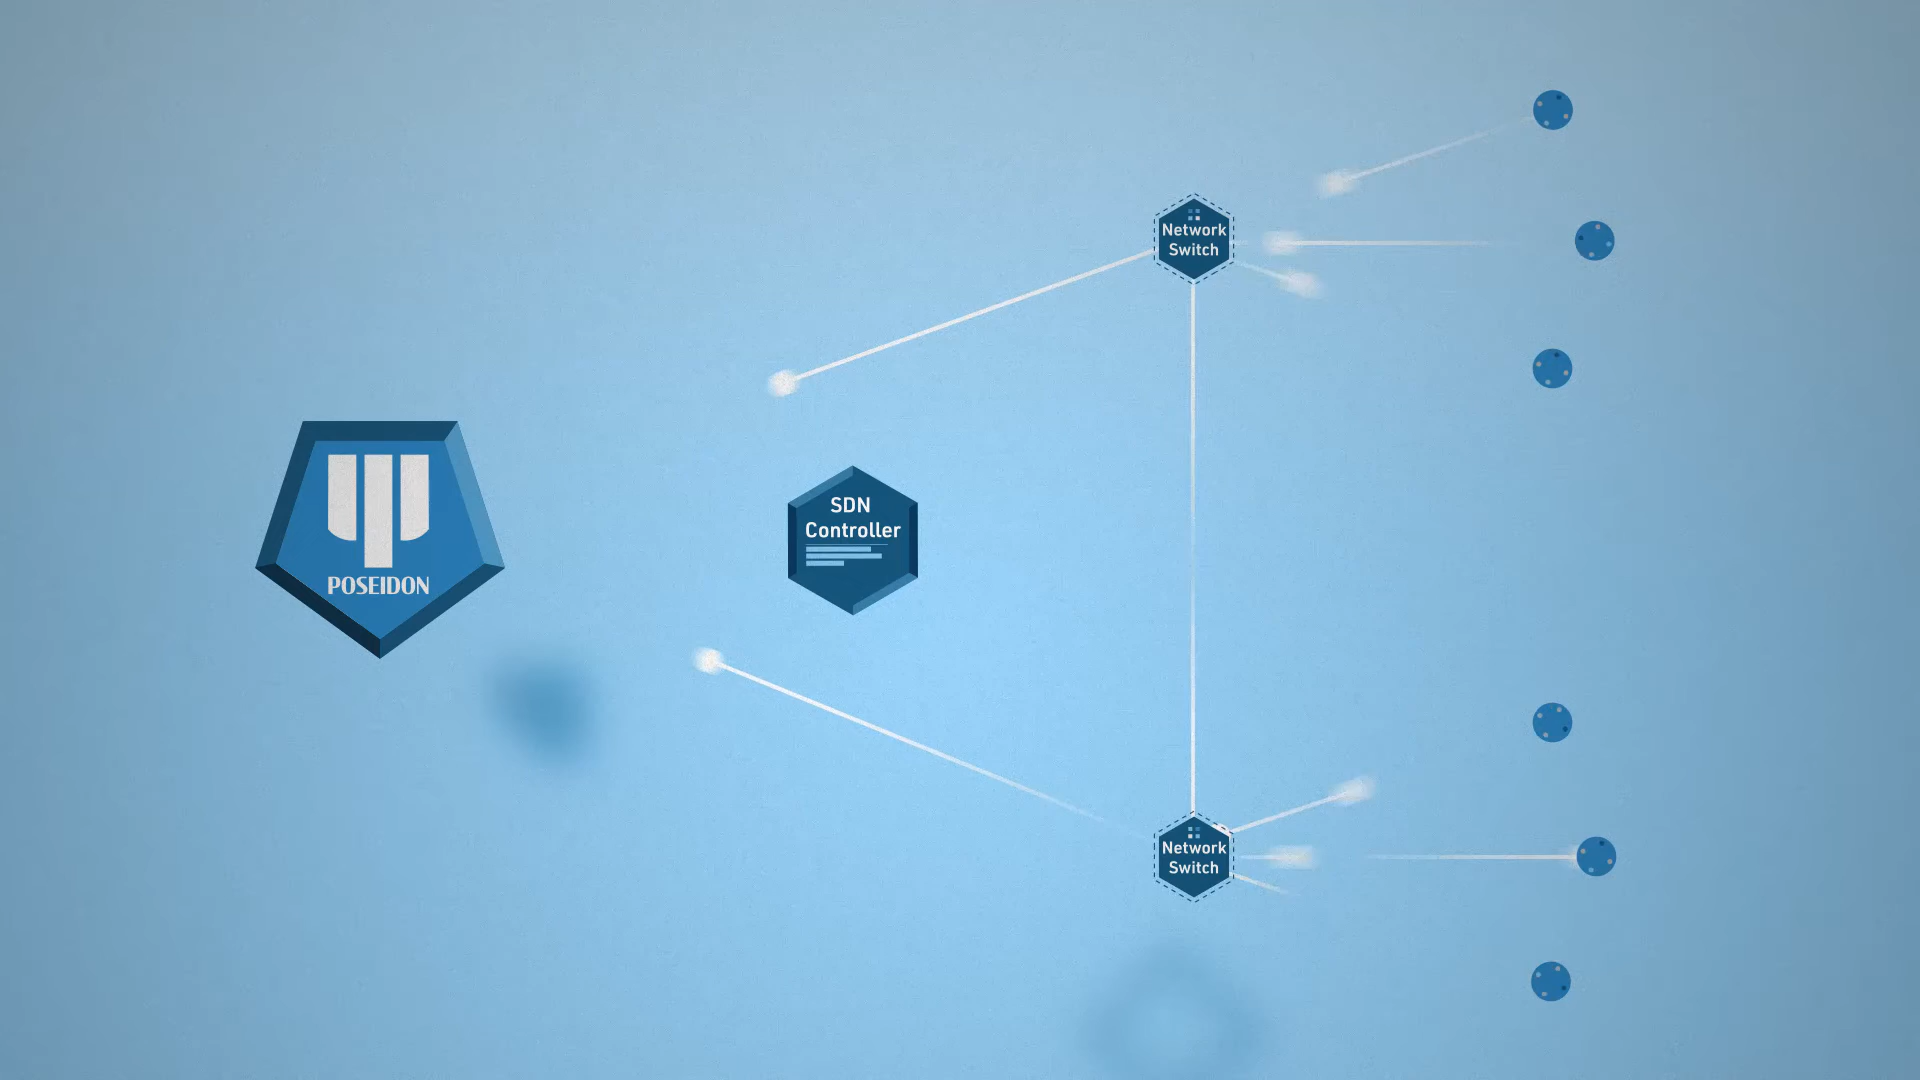 Network
Switch
SDN
Controller
POSEIDON
Network
Switch